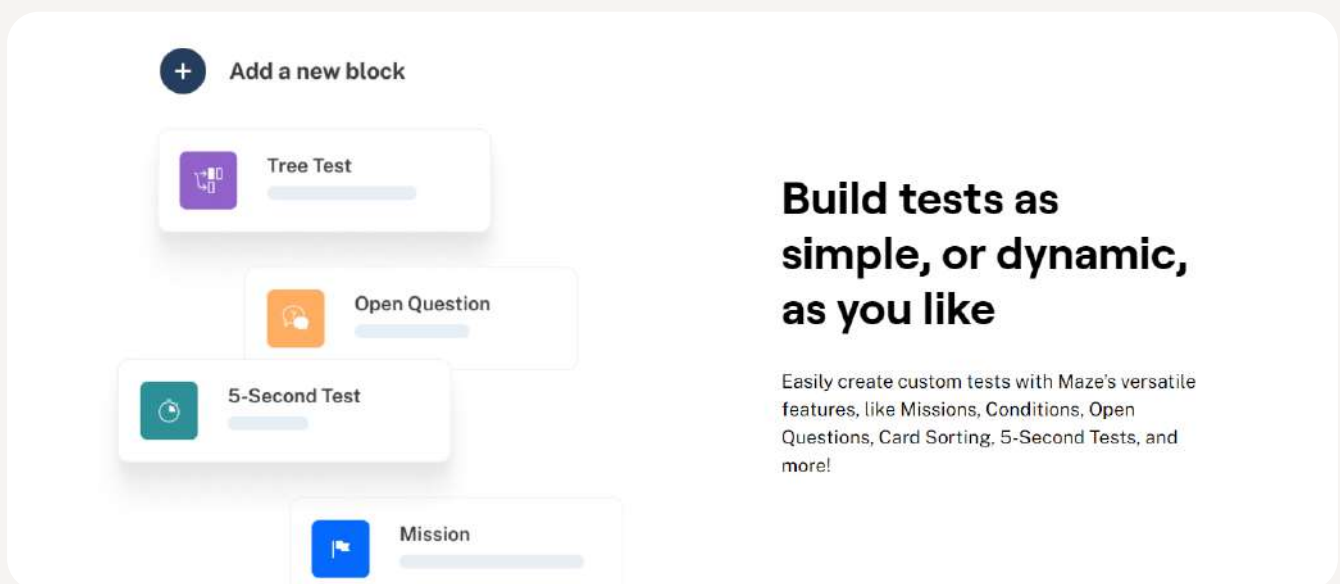 Add a new block
Tree Test
Open Question
5-Second Test
Mission
Build tests as
simple, or dynamic,
as you like
Easily create custom tests with Maze's versatile
features, like Missions, Conditions, Open
Questions, Card Sorting, 5-Second Tests, and
more!